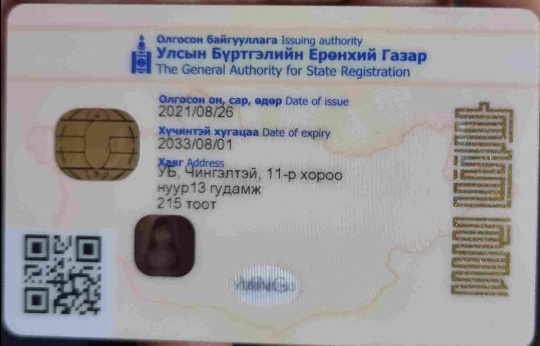 Олгосон байгууллага Issuing authority
Улсын Бүртгэлийн Ерөнхий Газар
The General Authority for State Registration
Олгосон он, сар, өдөр Date of issue
2021/08/26
Хүчинтэй хугацаа Date of expiry
2033/08/01
Хаяг Address
УБ, Чингэлтэй, 11-р хороо
нуур13 гудамж
215 тоот